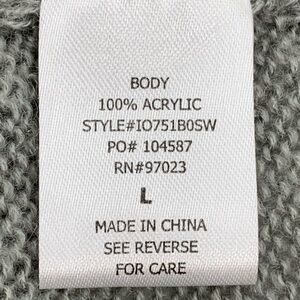 BODY
100% ACRYLIC
STYLE#IO751B0SW
PO# 104587
RN#97023
L
MADE IN CHINA
SEE REVERSE
FOR CARE